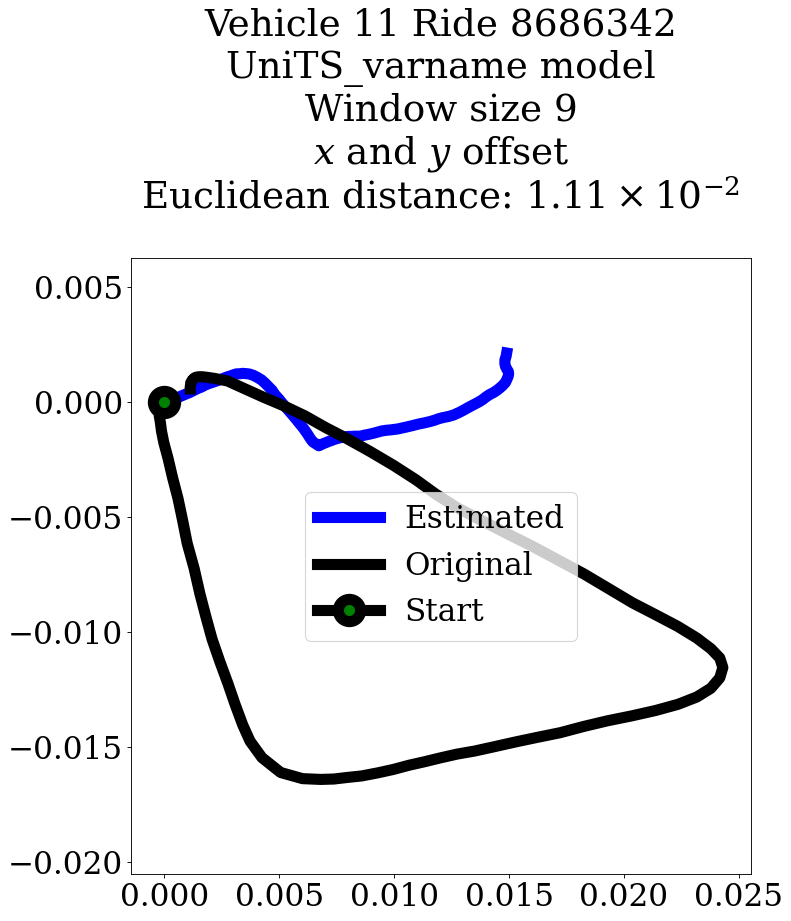 Vehicle 11 Ride 8686342
UniTS_varname model
Window size 9
x and y offset
Euclidean distance: 1.11 × 10⁻²
0.005
0.000
−0.005
−0.010
−0.015
−0.020
Estimated
Original
Start
0.000 0.005 0.010 0.015 0.020 0.025